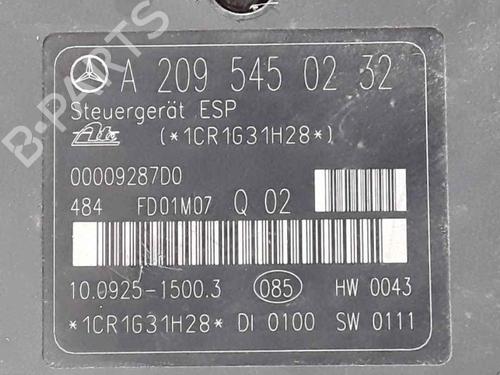 A 209 545 02 32
Steuergerät ESP
Ate (*1CR1G31H28*)
00009287D0
484 FD01M07 Q 02
10.0925-1500.3 085 HW 0043
*1CR1G31H28* DI 0100 SW 0111
B-PARTS